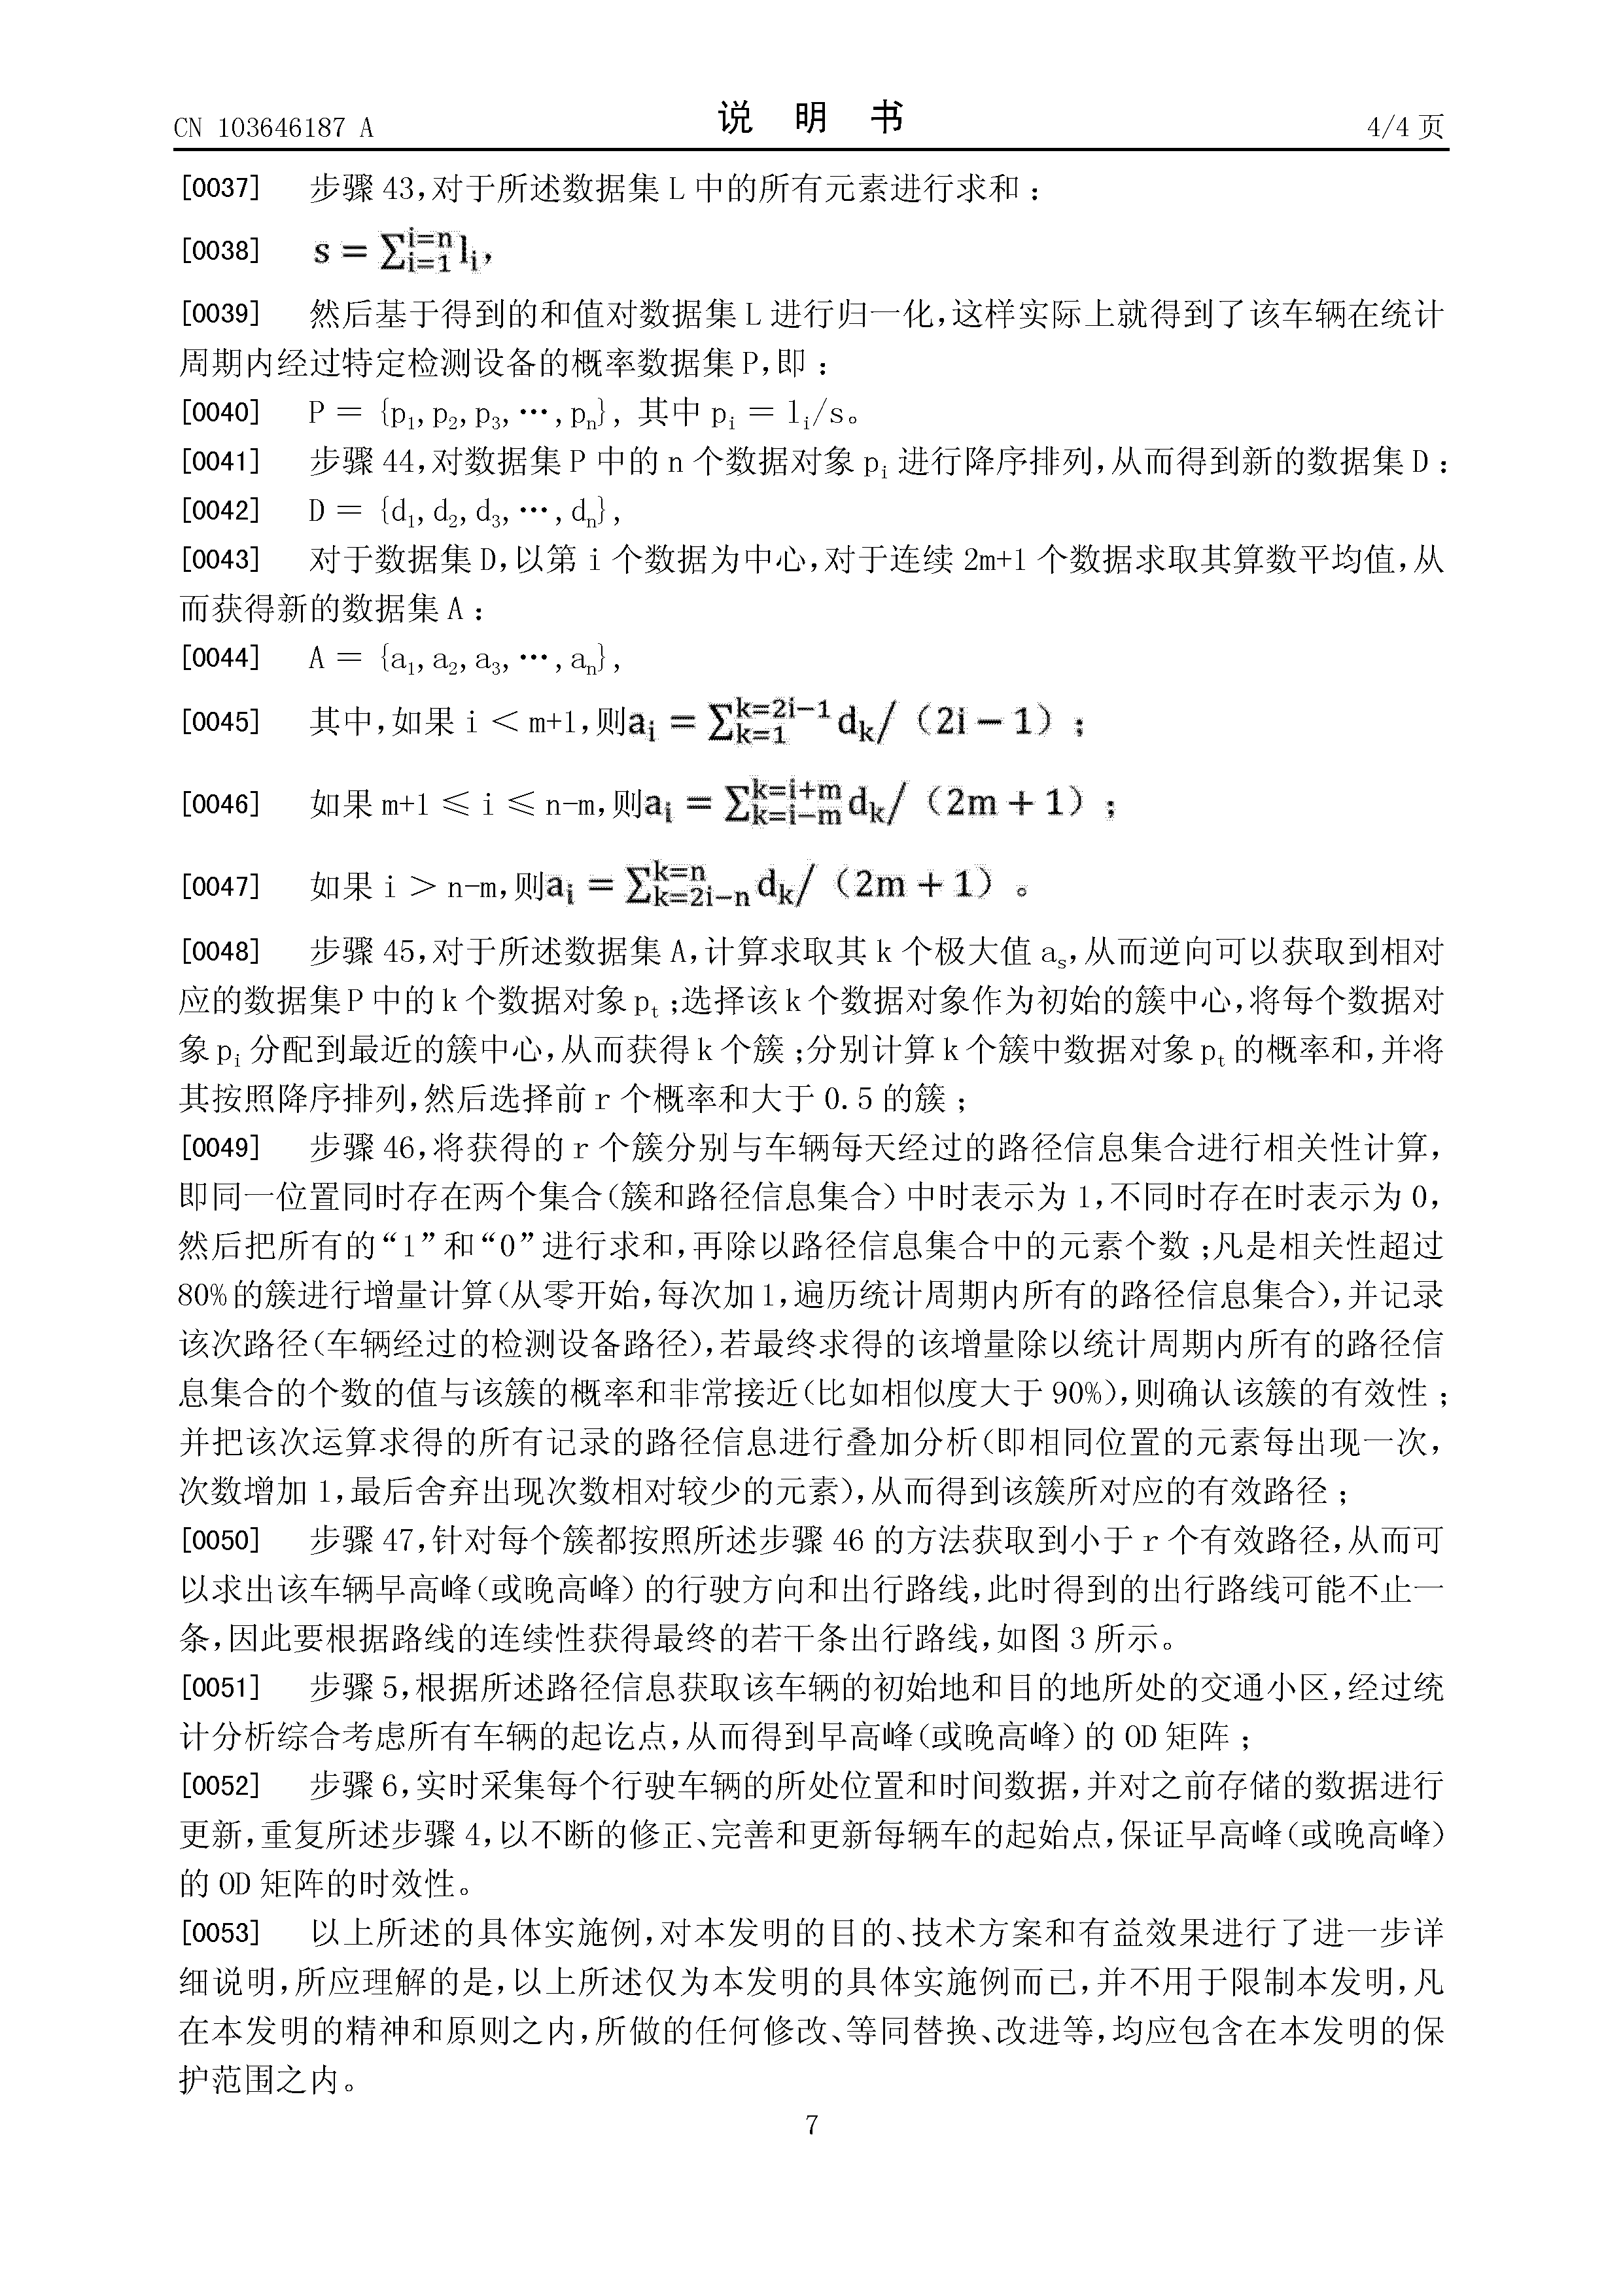 CN 103646187 A 说 明 书 4/4 页
[0037] 步骤 43,对于所述数据集 L 中的所有元素进行求和：
[0038] s = ∑_{i=1}^{i=n} l_i,
[0039] 然后基于得到的和值对数据集 L 进行归一化,这样实际上就得到了该车辆在统计
周期内经过特定检测设备的概率数据集 P,即：
[0040] P = {p₁, p₂, p₃, …, pₙ}, 其中 p_i = l_i/s。
[0041] 步骤 44,对数据集 P 中的 n 个数据对象 p_i 进行降序排列,从而得到新的数据集 D：
[0042] D = {d₁, d₂, d₃, …, dₙ},
[0043] 对于数据集 D,以第 i 个数据为中心,对于连续 2m+1 个数据求取其算数平均值,从
而获得新的数据集 A：
[0044] A = {a₁, a₂, a₃, …, aₙ},
[0045] 其中,如果 i < m+1,则a_i = ∑_{k=1}^{k=2i−1} d_k/（2i − 1）；
[0046] 如果 m+1 ≤ i ≤ n-m,则a_i = ∑_{k=i−m}^{k=i+m} d_k/（2m + 1）；
[0047] 如果 i > n-m,则a_i = ∑_{k=2i−n}^{k=n} d_k/（2m + 1）。
[0048] 步骤 45,对于所述数据集 A,计算求取其 k 个极大值 a_s,从而逆向可以获取到相对
应的数据集 P 中的 k 个数据对象 p_t；选择该 k 个数据对象作为初始的簇中心,将每个数据对
象 p_i 分配到最近的簇中心,从而获得 k 个簇；分别计算 k 个簇中数据对象 p_t 的概率和,并将
其按照降序排列,然后选择前 r 个概率和大于 0.5 的簇；
[0049] 步骤 46,将获得的 r 个簇分别与车辆每天经过的路径信息集合进行相关性计算,
即同一位置同时存在两个集合(簇和路径信息集合)中时表示为 1,不同时存在时表示为 0,
然后把所有的“1”和“0”进行求和,再除以路径信息集合中的元素个数；凡是相关性超过
80%的簇进行增量计算(从零开始,每次加 1,遍历统计周期内所有的路径信息集合),并记录
该次路径(车辆经过的检测设备路径),若最终求得的该增量除以统计周期内所有的路径信
息集合的个数的值与该簇的概率和非常接近(比如相似度大于 90%),则确认该簇的有效性；
并把该次运算求得的所有记录的路径信息进行叠加分析(即相同位置的元素每出现一次,
次数增加 1,最后舍弃出现次数相对较少的元素),从而得到该簇所对应的有效路径；
[0050] 步骤 47,针对每个簇都按照所述步骤 46 的方法获取到小于 r 个有效路径,从而可
以求出该车辆早高峰(或晚高峰)的行驶方向和出行路线,此时得到的出行路线可能不止一
条,因此要根据路线的连续性获得最终的若干条出行路线,如图 3 所示。
[0051] 步骤 5,根据所述路径信息获取该车辆的初始地和目的地所处的交通小区,经过统
计分析综合考虑所有车辆的起讫点,从而得到早高峰(或晚高峰)的 OD 矩阵；
[0052] 步骤 6,实时采集每个行驶车辆的所处位置和时间数据,并对之前存储的数据进行
更新,重复所述步骤 4,以不断的修正、完善和更新每辆车的起始点,保证早高峰(或晚高峰)
的 OD 矩阵的时效性。
[0053] 以上所述的具体实施例,对本发明的目的、技术方案和有益效果进行了进一步详
细说明,所应理解的是,以上所述仅为本发明的具体实施例而已,并不用于限制本发明,凡
在本发明的精神和原则之内,所做的任何修改、等同替换、改进等,均应包含在本发明的保
护范围之内。
7